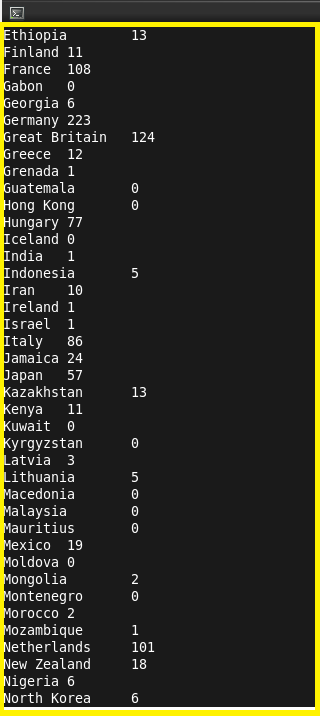 Ethiopia 13
Finland 11
France 108
Gabon 0
Georgia 6
Germany 223
Great Britain 124
Greece 12
Grenada 1
Guatemala 0
Hong Kong 0
Hungary 77
Iceland 0
India 1
Indonesia 5
Iran 10
Ireland 1
Israel 1
Italy 86
Jamaica 24
Japan 57
Kazakhstan 13
Kenya 11
Kuwait 0
Kyrgyzstan 0
Latvia 3
Lithuania 5
Macedonia 0
Malaysia 0
Mauritius 0
Mexico 19
Moldova 0
Mongolia 2
Montenegro 0
Morocco 2
Mozambique 1
Netherlands 101
New Zealand 18
Nigeria 6
North Korea 6